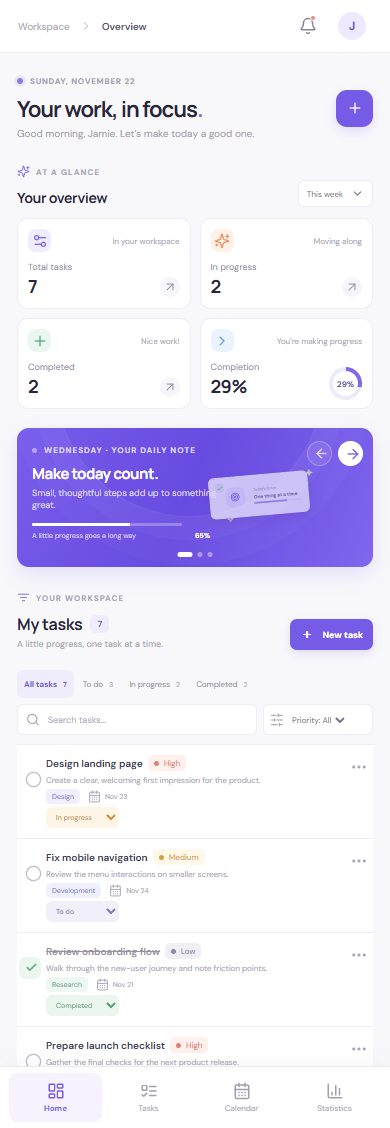 Workspace
Overview
J
SUNDAY, NOVEMBER 22
Your work, in focus.
Good morning, Jamie. Let's make today a good one.
AT A GLANCE
Your overview
This week
In your workspace
Total tasks
7
Moving along
In progress
2
Nice work!
Completed
2
You're making progress
Completion
29%
29%
WEDNESDAY · YOUR DAILY NOTE
Make today count.
Small, thoughtful steps add up to something
great.
One thing at a time
A little progress goes a long way
65%
YOUR WORKSPACE
My tasks 7
A little progress, one task at a time.
New task
All tasks 7 To do 3 In progress 2 Completed 2
Search tasks...
Priority: All
Design landing page High
Create a clear, welcoming first impression for the product.
Design Nov 23
In progress
Fix mobile navigation Medium
Review the menu interactions on smaller screens.
Development Nov 24
To do
Review onboarding flow Low
Walk through the new-user journey and note friction points.
Research Nov 21
Completed
Prepare launch checklist High
Gather the final checks for the next product release.
Home
Tasks
Calendar
Statistics